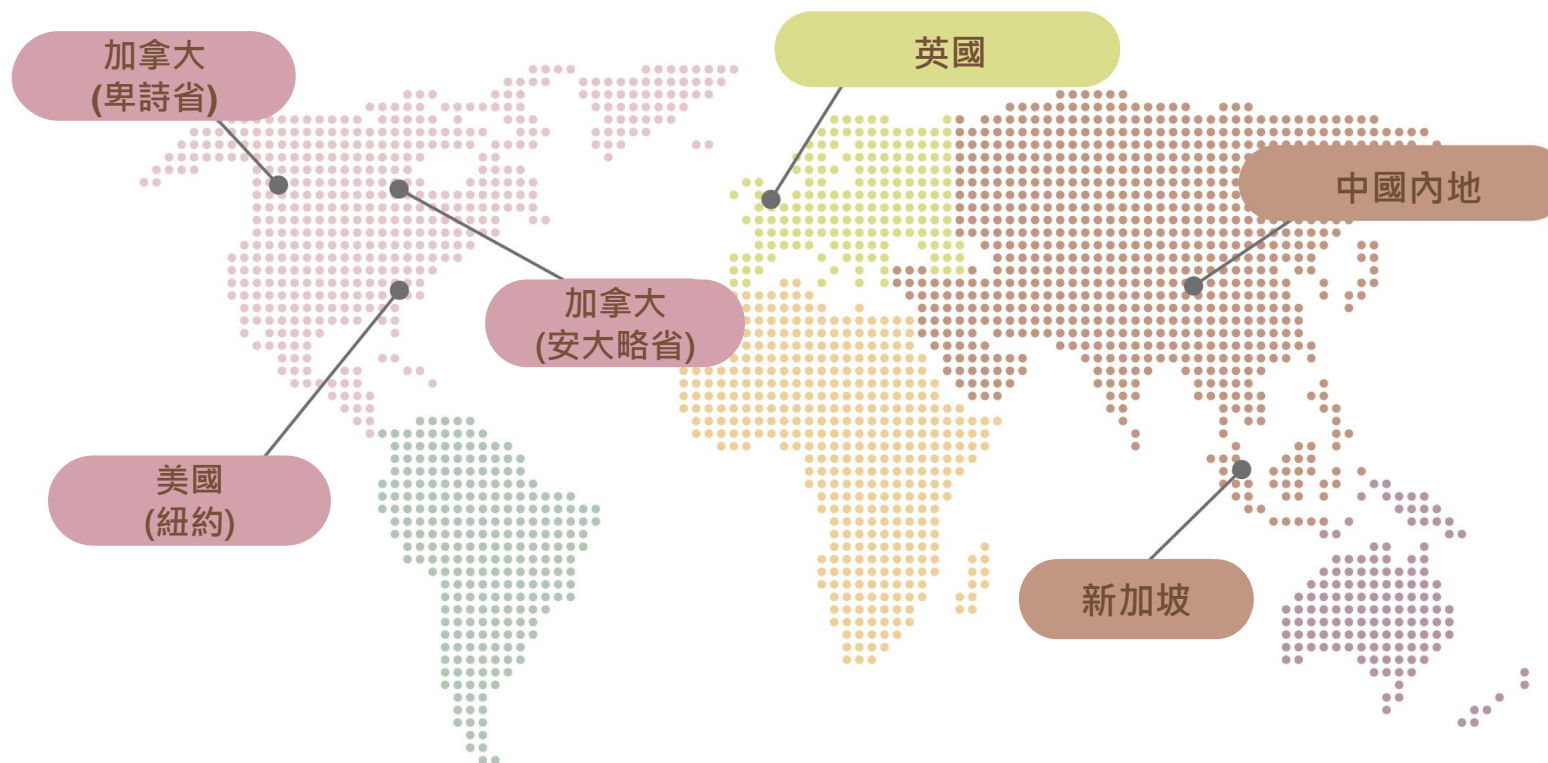 加拿大
(卑詩省)
英國
中國內地
加拿大
(安大略省)
美國
(紐約)
新加坡